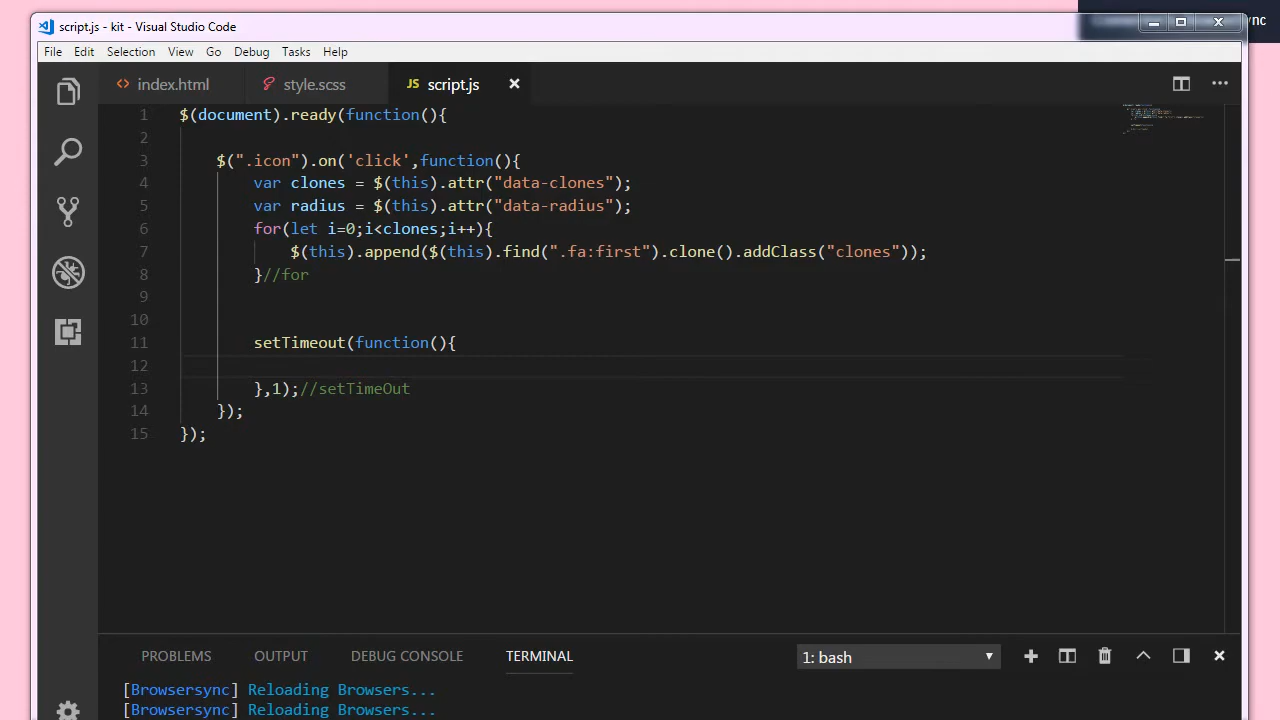 script.js - kit - Visual Studio Code
nc
File Edit Selection View Go Debug Tasks Help
index.html style.scss JS script.js
1 $(document).ready(function(){
2
3 $(".icon").on('click',function(){
4 var clones = $(this).attr("data-clones");
5 var radius = $(this).attr("data-radius");
6 for(let i=0;i<clones;i++){
7 $(this).append($(this).find(".fa:first").clone().addClass("clones"));
8 }//for
9
10
11 setTimeout(function(){
12
13 },1);//setTimeOut
14 });
15 });
PROBLEMS OUTPUT DEBUG CONSOLE TERMINAL 1: bash
[Browsersync] Reloading Browsers...
[Browsersync] Reloading Browsers...